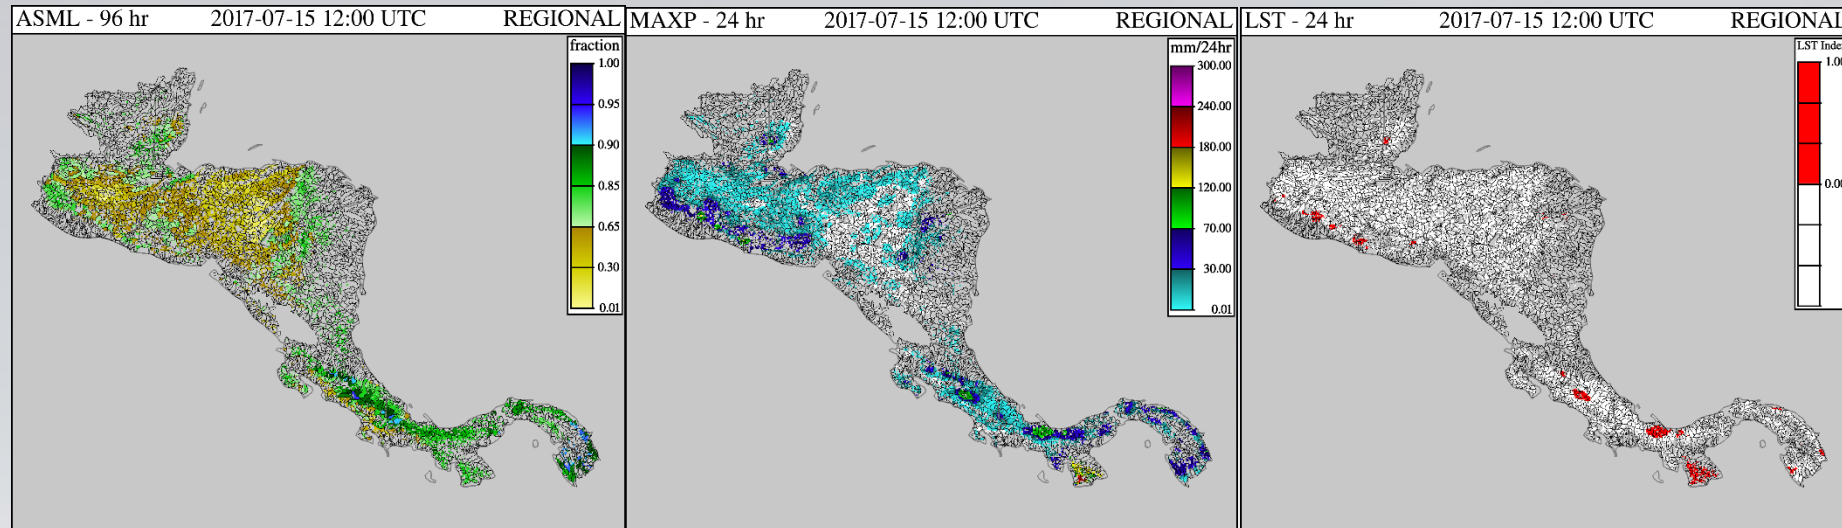 ASML - 96 hr 2017-07-15 12:00 UTC REGIONAL
fraction
1.00
0.95
0.90
0.85
0.65
0.30
0.01
MAXP - 24 hr 2017-07-15 12:00 UTC REGIONAL
mm/24hr
300.00
240.00
180.00
120.00
70.00
30.00
0.01
LST - 24 hr 2017-07-15 12:00 UTC REGIONAL
LST Index
1.00
0.00